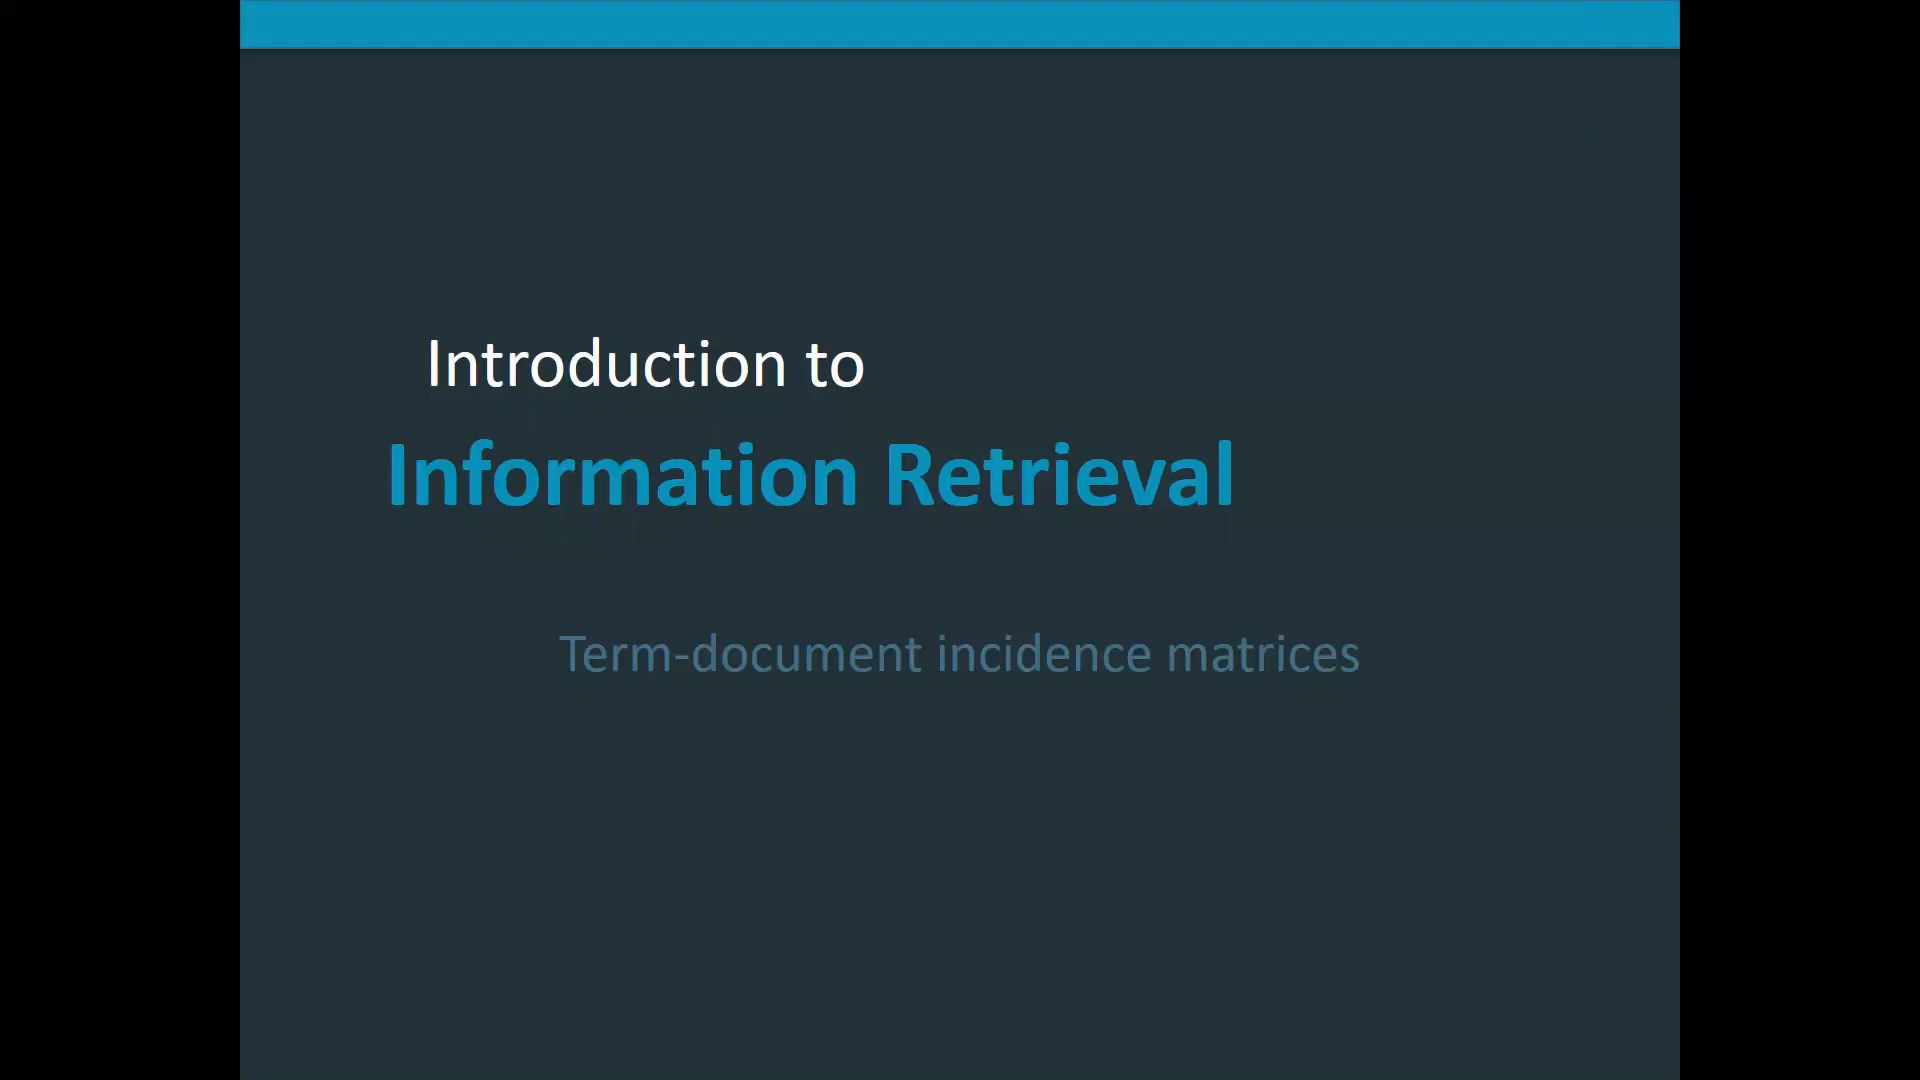 Introduction to
Information Retrieval
Term-document incidence matrices